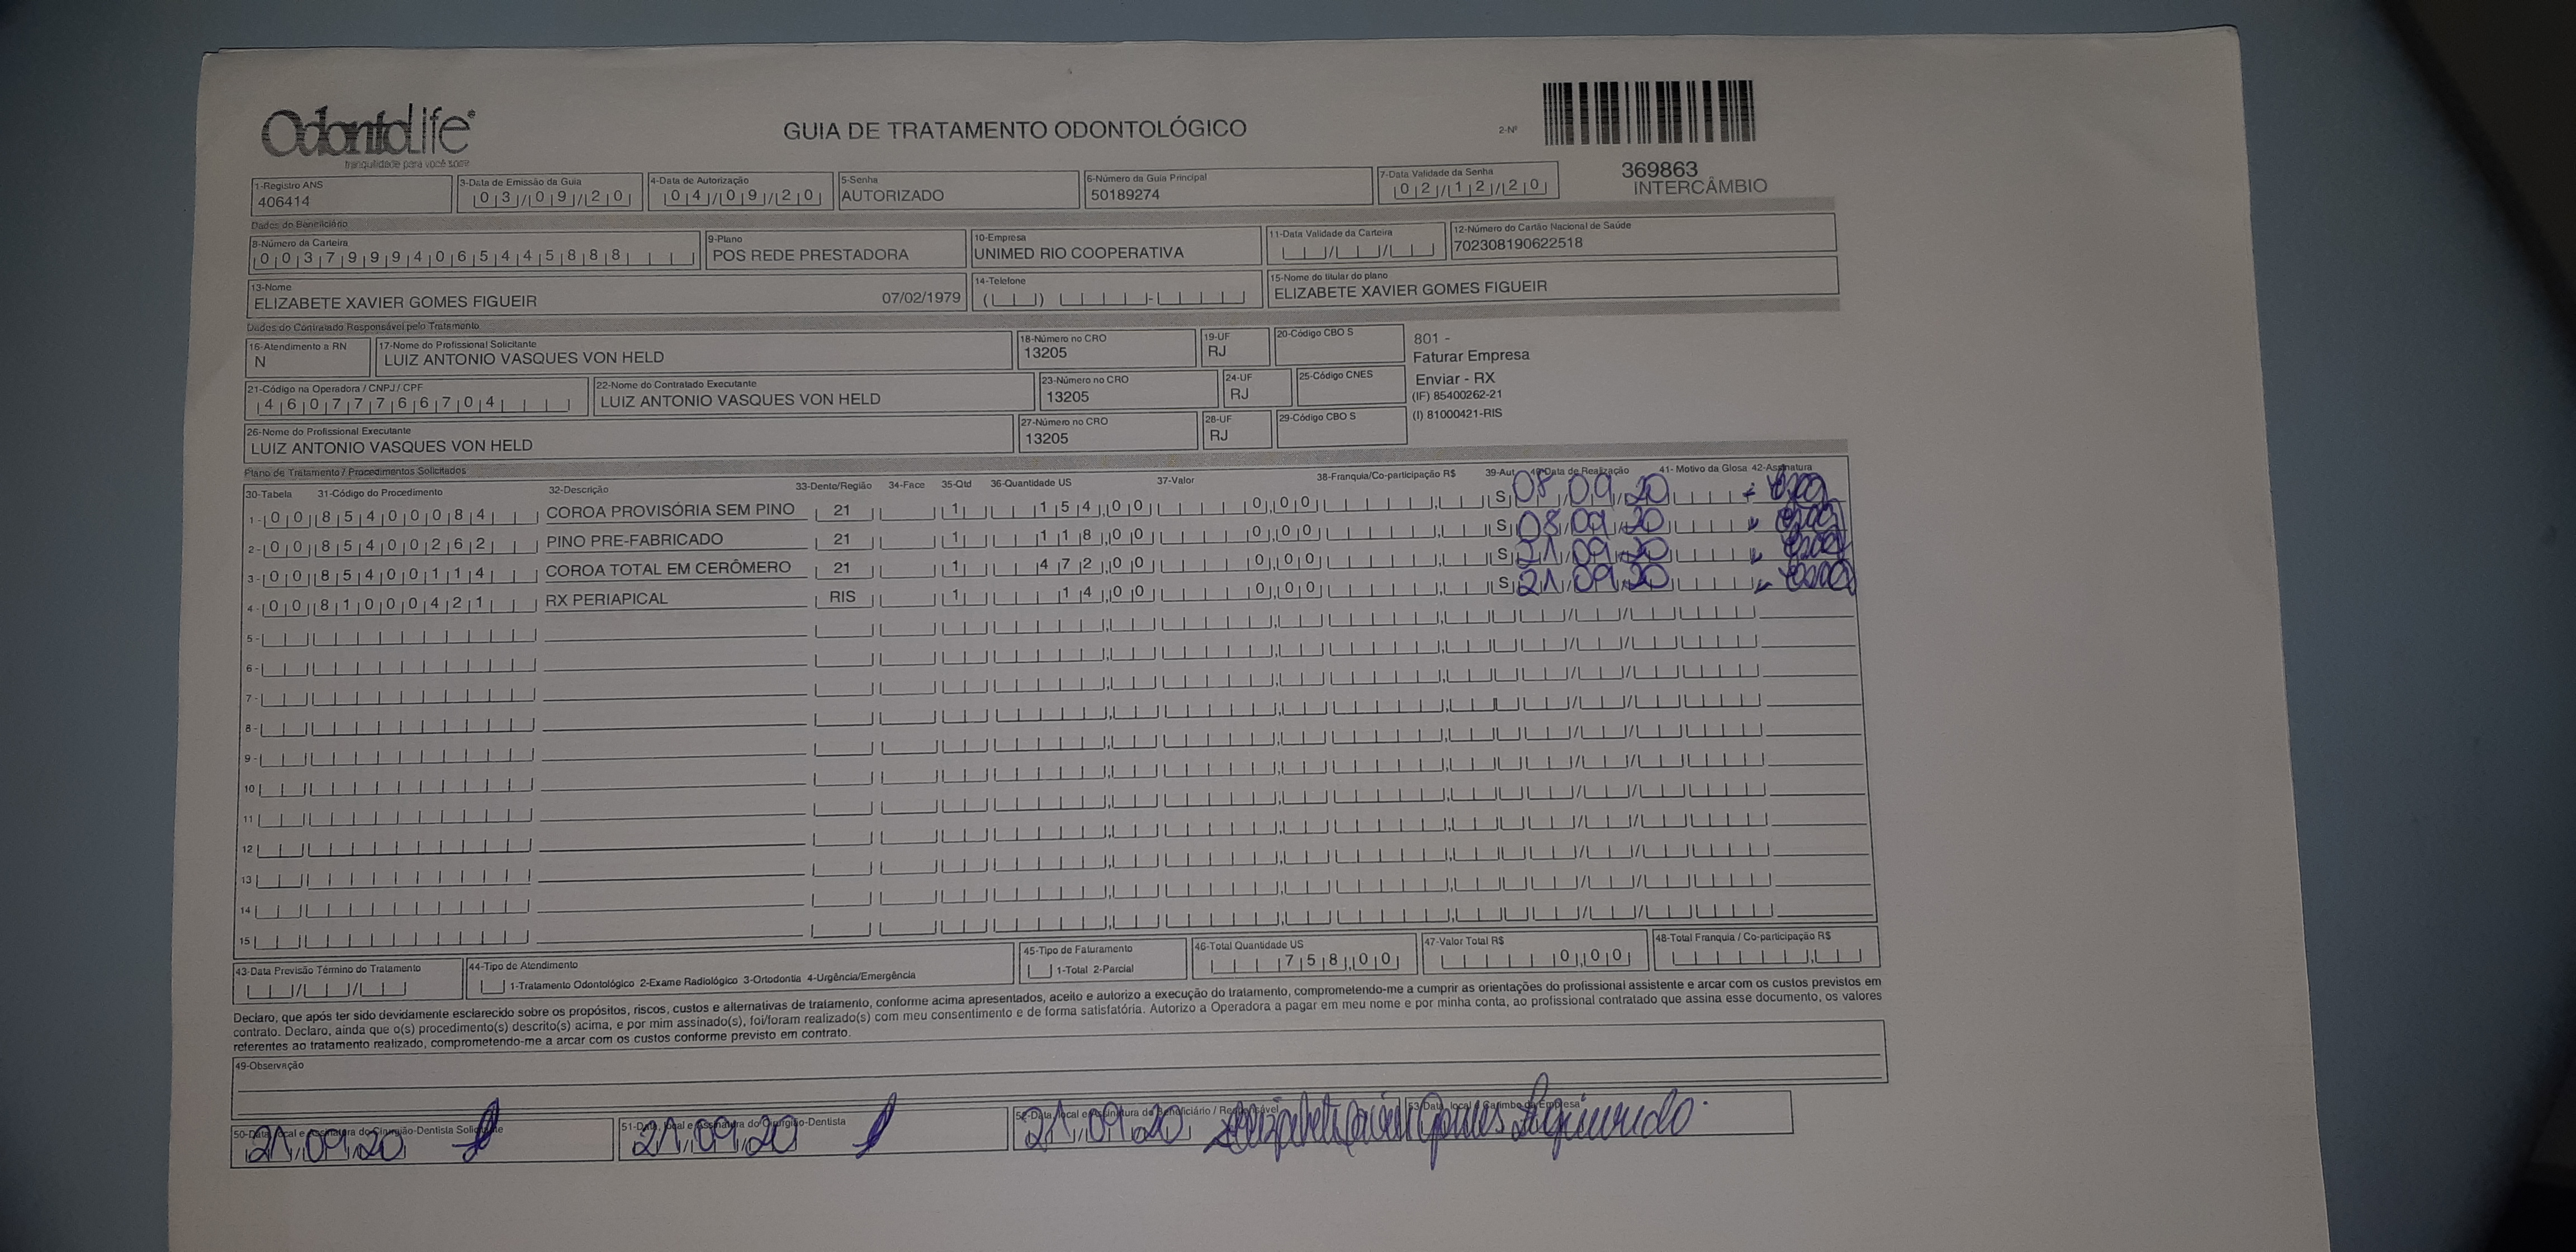 OdontoLife®
tranquilidade para você sorrir
GUIA DE TRATAMENTO ODONTOLÓGICO
2-Nº
369863
INTERCÂMBIO
1-Registro ANS
406414
3-Data de Emissão da Guia
03/09/20
4-Data de Autorização
04/09/20
5-Senha
AUTORIZADO
6-Número da Guia Principal
50189274
7-Data Validade da Senha
02/12/20
Dados do Beneficiário
8-Número da Carteira
00379994065445888
9-Plano
POS REDE PRESTADORA
10-Empresa
UNIMED RIO COOPERATIVA
11-Data Validade da Carteira
12-Número do Cartão Nacional de Saúde
702308190622518
13-Nome
ELIZABETE XAVIER GOMES FIGUEIR 07/02/1979
14-Telefone
15-Nome do titular do plano
ELIZABETE XAVIER GOMES FIGUEIR
Dados do Contratado Responsável pelo Tratamento
16-Atendimento a RN
N
17-Nome do Profissional Solicitante
LUIZ ANTONIO VASQUES VON HELD
18-Número no CRO
13205
19-UF
RJ
20-Código CBO S
801 -
Faturar Empresa
Enviar - RX
(IF) 85400262-21
(I) 81000421-RIS
21-Código na Operadora / CNPJ / CPF
46077766704
22-Nome do Contratado Executante
LUIZ ANTONIO VASQUES VON HELD
23-Número no CRO
13205
24-UF
RJ
25-Código CNES
26-Nome do Profissional Executante
LUIZ ANTONIO VASQUES VON HELD
27-Número no CRO
13205
28-UF
RJ
29-Código CBO S
Plano de Tratamento / Procedimentos Solicitados
30-Tabela 31-Código do Procedimento 32-Descrição 33-Dente/Região 34-Face 35-Qtd 36-Quantidade US 37-Valor 38-Franquia/Co-participação R$ 39-Aut 40-Data de Realização 41- Motivo da Glosa 42-Assinatura
1- 00 85400084 COROA PROVISÓRIA SEM PINO 21 1 154,00 0,00 S 08/09/20
2- 00 85400262 PINO PRE-FABRICADO 21 1 118,00 0,00 S 08/09/20
3- 00 85400114 COROA TOTAL EM CERÔMERO 21 1 472,00 0,00 S 21/09/20
4- 00 81000421 RX PERIAPICAL RIS 1 14,00 0,00 S 21/09/20
5-
6-
7-
8-
9-
10
11
12
13
14
15
43-Data Previsão Término do Tratamento
44-Tipo de Atendimento
1-Tratamento Odontológico 2-Exame Radiológico 3-Ortodontia 4-Urgência/Emergência
45-Tipo de Faturamento
1-Total 2-Parcial
46-Total Quantidade US
758,00
47-Valor Total R$
0,00
48-Total Franquia / Co-participação R$
Declaro, que após ter sido devidamente esclarecido sobre os propósitos, riscos, custos e alternativas de tratamento, conforme acima apresentados, aceito e autorizo a execução do tratamento, comprometendo-me a cumprir as orientações do profissional assistente e arcar com os custos previstos em
contrato. Declaro, ainda que o(s) procedimento(s) descrito(s) acima, e por mim assinado(s), foi/foram realizado(s) com meu consentimento e de forma satisfatória. Autorizo a Operadora a pagar em meu nome e por minha conta, ao profissional contratado que assina esse documento, os valores
referentes ao tratamento realizado, comprometendo-me a arcar com os custos conforme previsto em contrato.
49-Observação
50-Data, local e Assinatura do Cirurgião-Dentista Solicitante
21/09/20
51-Data, local e Assinatura do Cirurgião-Dentista
21/09/20
52-Data, local e Assinatura do Beneficiário / Responsável
21/09/20 Elizabete Xavier Gomes Figueiredo
53-Data, local e Carimbo da Empresa